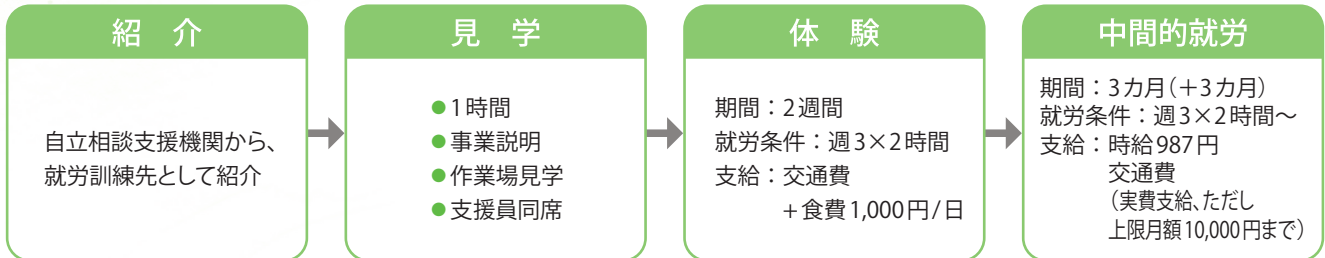 紹 介
自立相談支援機関から、
就労訓練先として紹介
見 学
●1時間
●事業説明
●作業場見学
●支援員同席
体 験
期間：2週間
就労条件：週3×2時間
支給：交通費
＋食費1,000円/日
中間的就労
期間：3カ月（＋3カ月）
就労条件：週3×2時間～
支給：時給987円
交通費
（実費支給、ただし
上限月額10,000円まで）